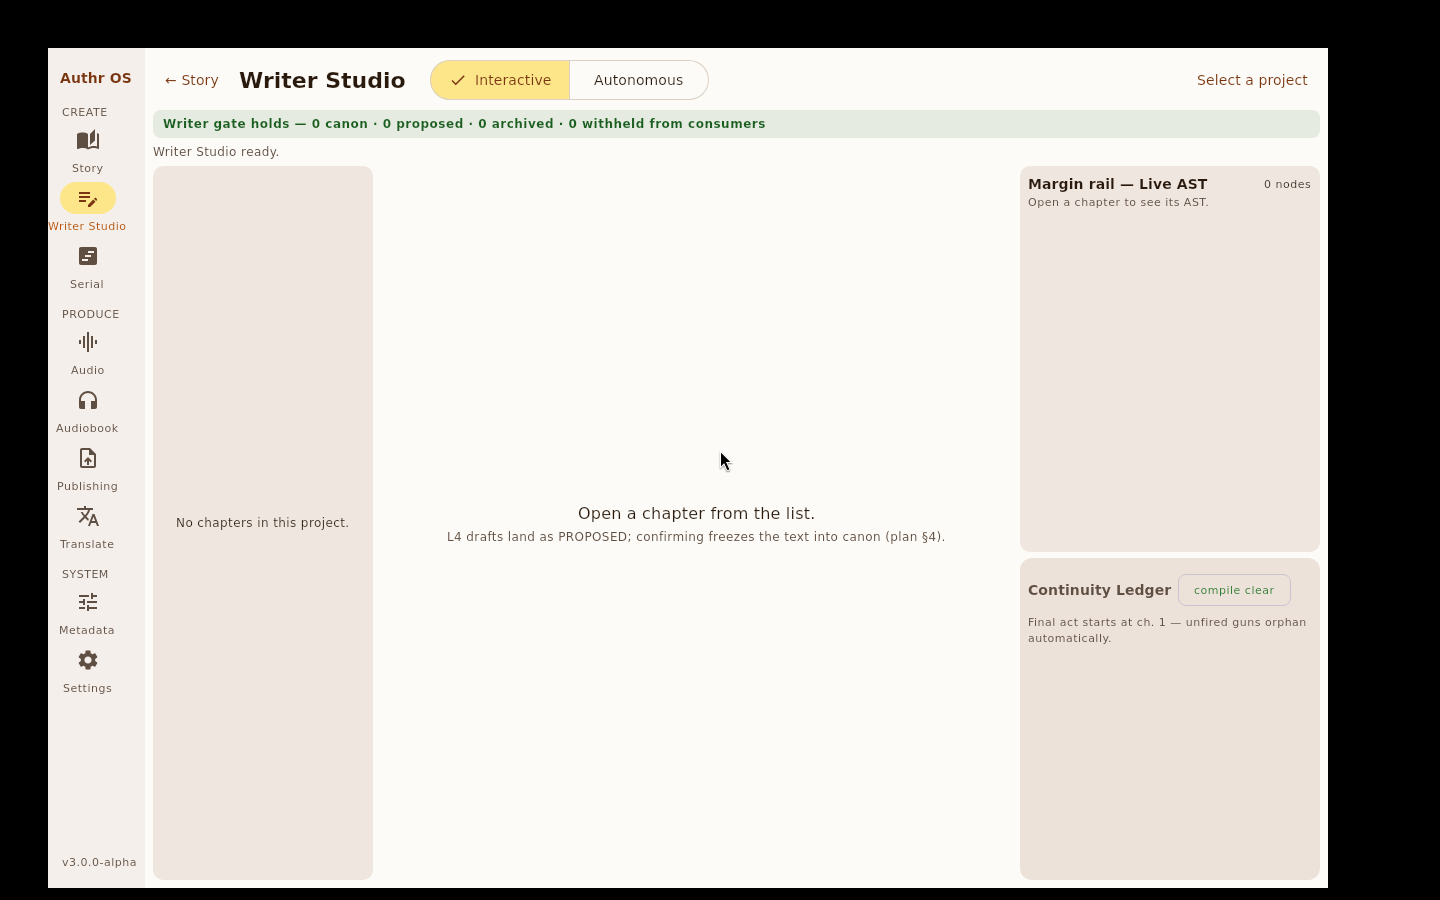 Authr OS
CREATE
Story
Writer Studio
Serial
PRODUCE
Audio
Audiobook
Publishing
Translate
SYSTEM
Metadata
Settings
v3.0.0-alpha
← Story
Writer Studio
Interactive
Autonomous
Select a project
Writer gate holds — 0 canon · 0 proposed · 0 archived · 0 withheld from consumers
Writer Studio ready.
No chapters in this project.
Open a chapter from the list.
L4 drafts land as PROPOSED; confirming freezes the text into canon (plan §4).
Margin rail — Live AST
0 nodes
Open a chapter to see its AST.
Continuity Ledger
compile clear
Final act starts at ch. 1 — unfired guns orphan
automatically.